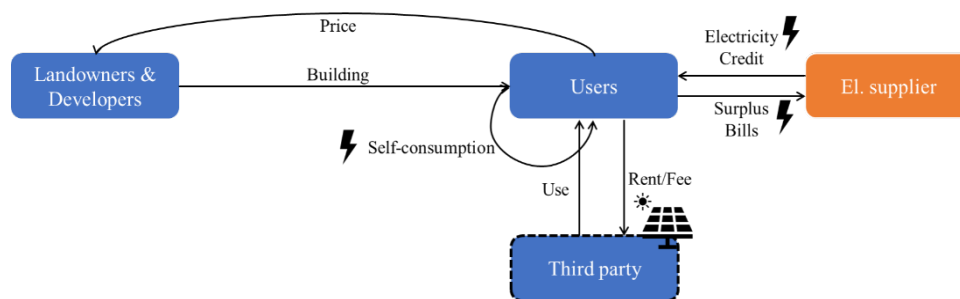 Price
Landowners &
Developers
Building
Users
Electricity
Credit
El. supplier
Surplus
Bills
Self-consumption
Use
Rent/Fee
Third party